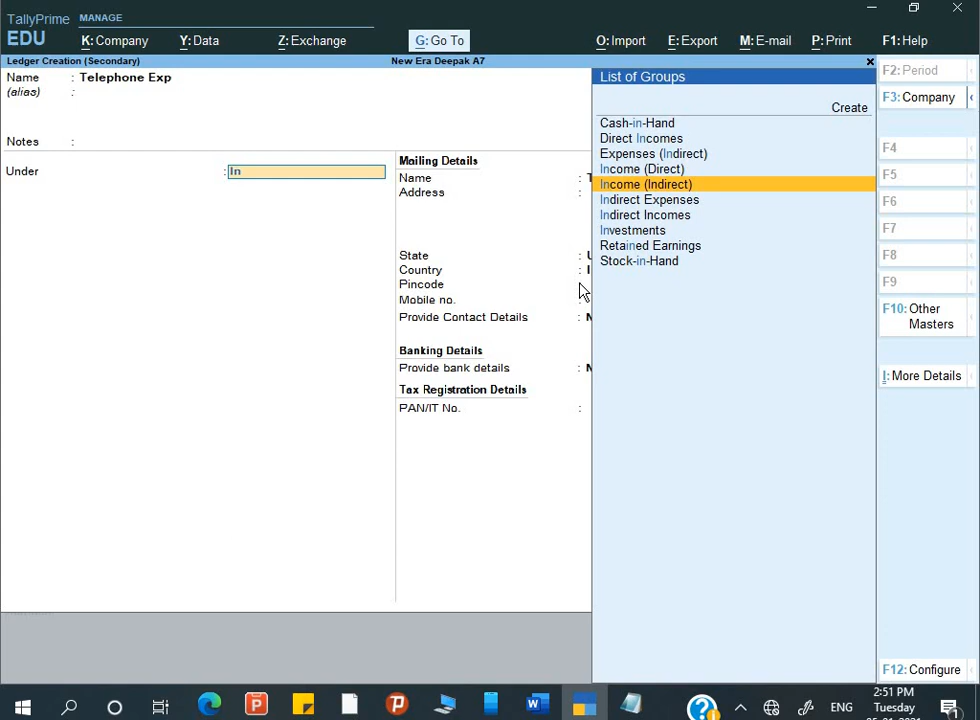 TallyPrime MANAGE
EDU K: Company Y: Data Z: Exchange G: Go To O: Import E: Export M: E-mail P: Print F1: Help
Ledger Creation (Secondary) New Era Deepak A7
Name : Telephone Exp
(alias) :
Notes :
Under : In
Mailing Details
Name :
Address :
State :
Country :
Pincode
Mobile no. :
Provide Contact Details :
Banking Details
Provide bank details :
Tax Registration Details
PAN/IT No. :
List of Groups
Create
Cash-in-Hand
Direct Incomes
Expenses (Indirect)
Income (Direct)
Income (Indirect)
Indirect Expenses
Indirect Incomes
Investments
Retained Earnings
Stock-in-Hand
F2: Period
F3: Company
F4
F5
F6
F7
F8
F9
F10: Other
Masters
I: More Details
F12: Configure
ENG
2:51 PM
Tuesday